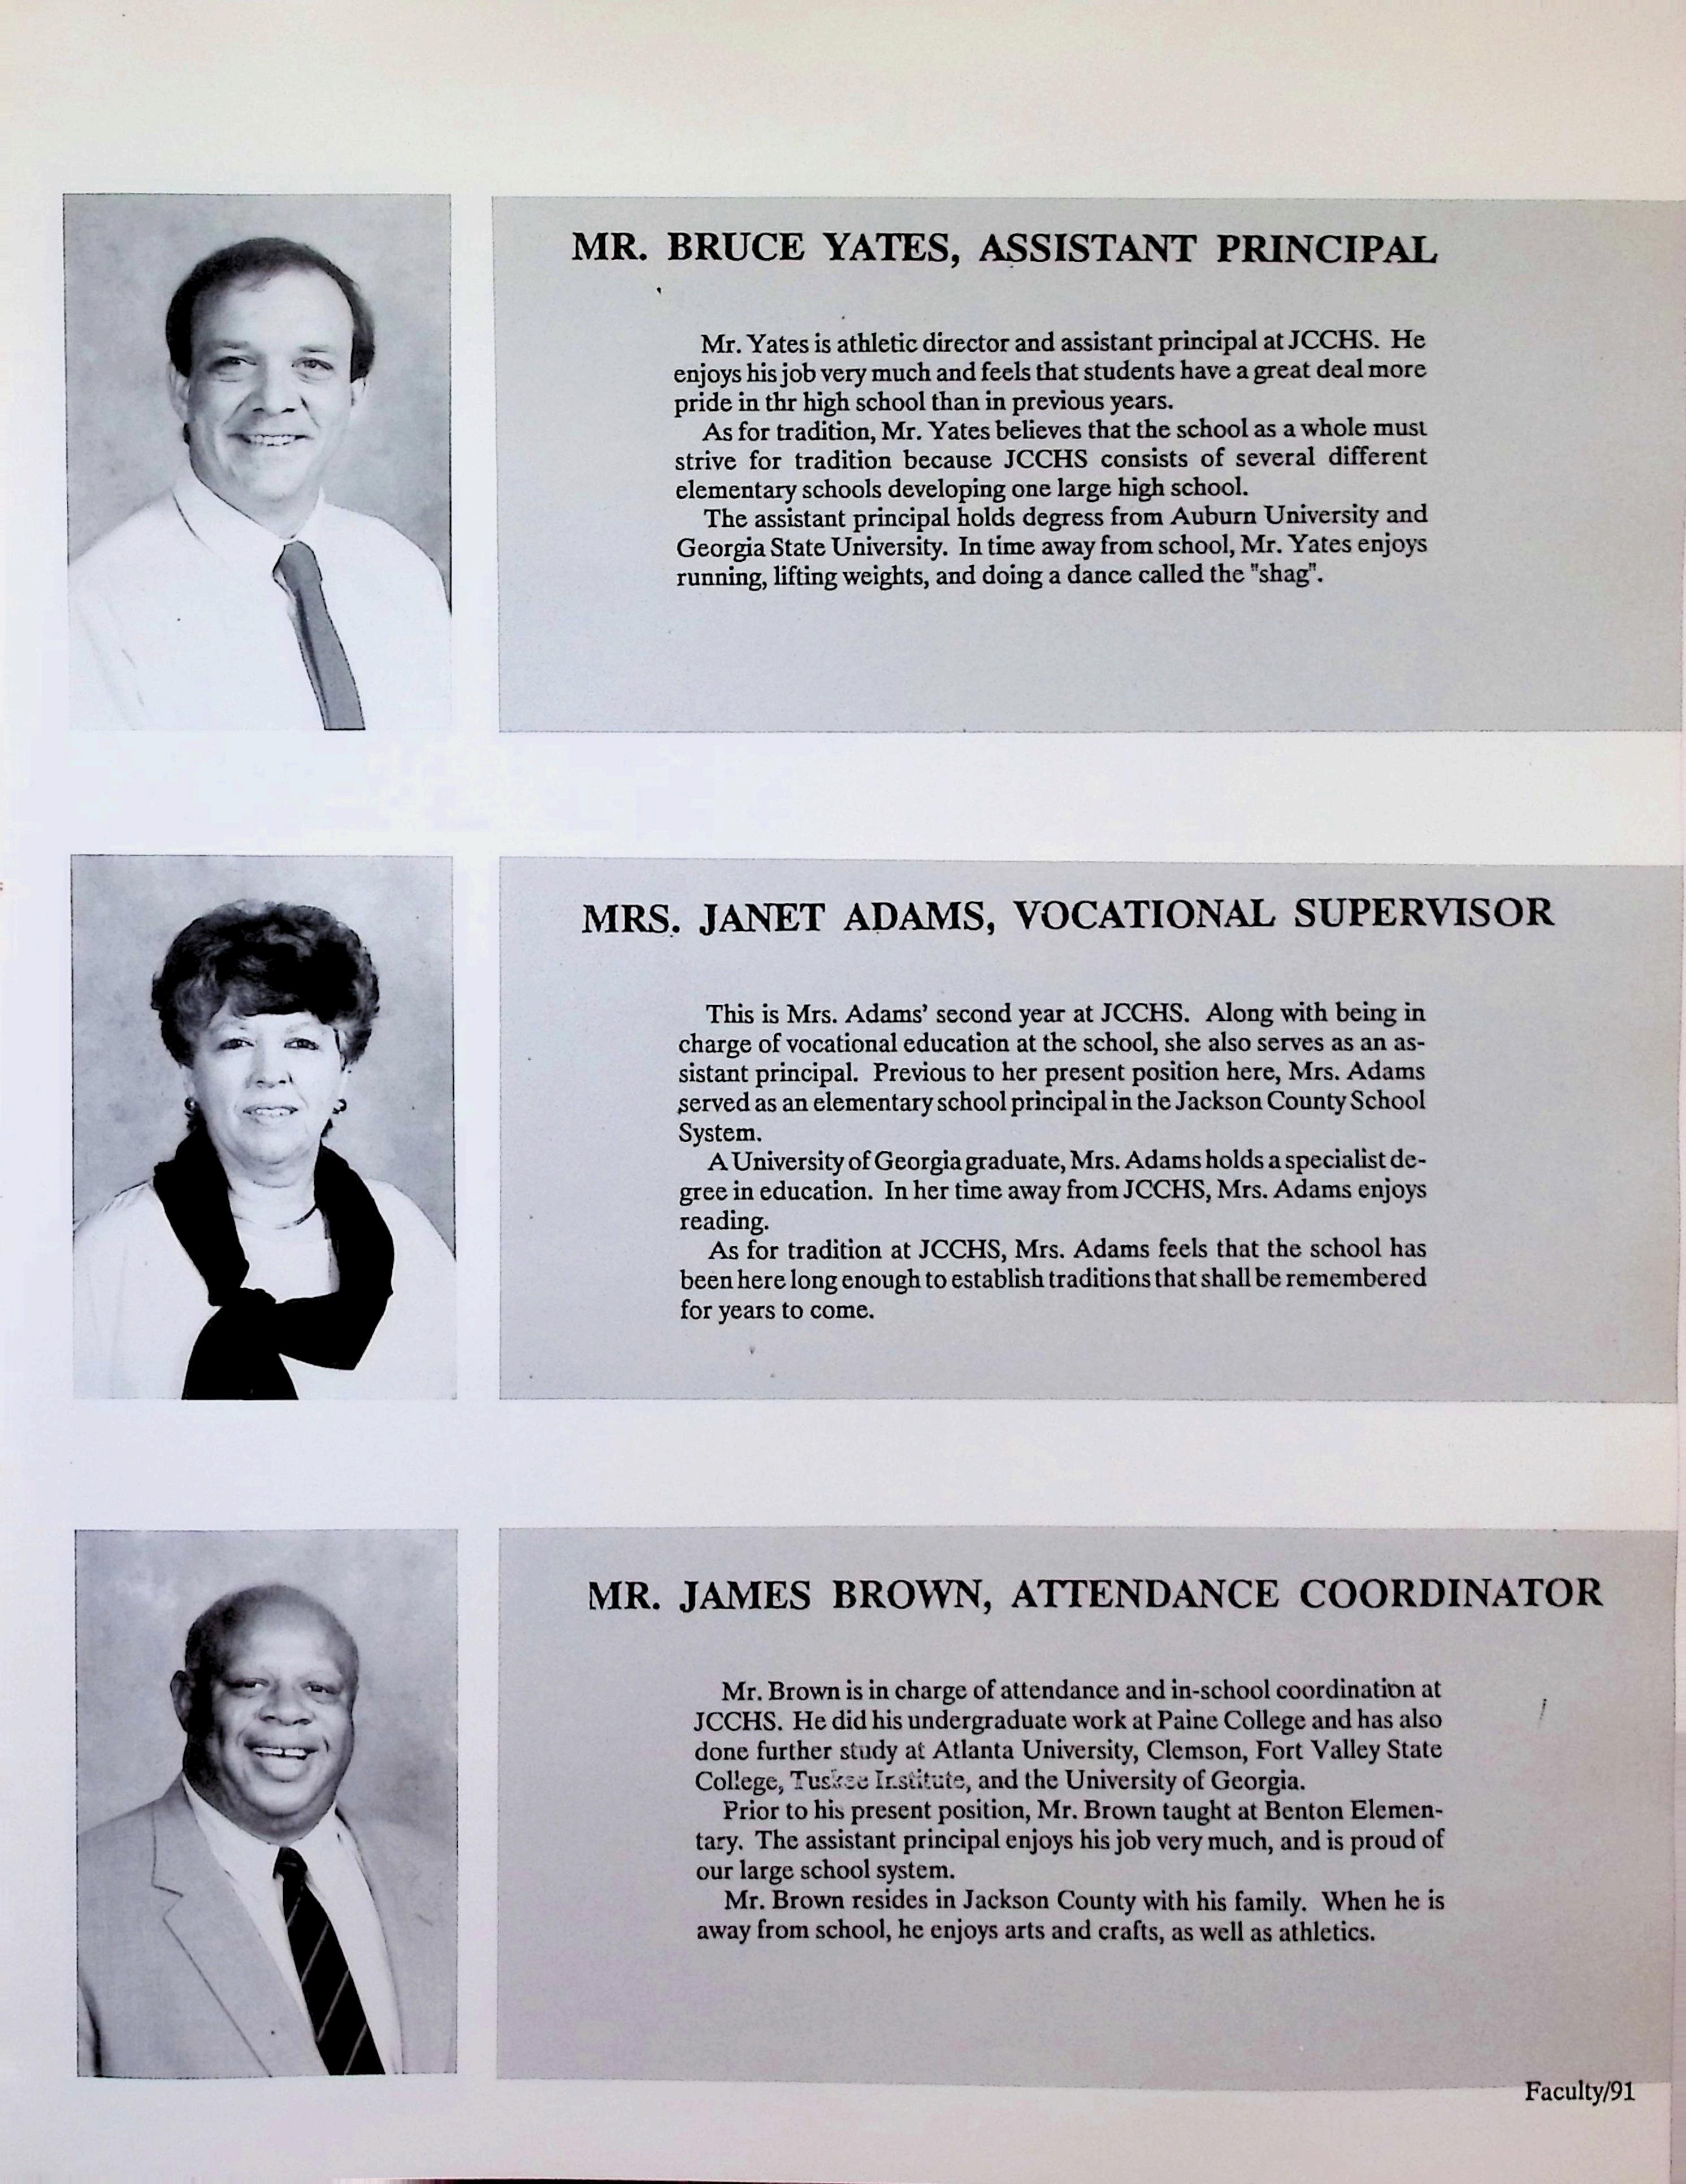 MR. BRUCE YATES, ASSISTANT PRINCIPAL
Mr. Yates is athletic director and assistant principal at JCCHS. He
enjoys his job very much and feels that students have a great deal more
pride in thr high school than in previous years.
As for tradition, Mr. Yates believes that the school as a whole must
strive for tradition because JCCHS consists of several different
elementary schools developing one large high school.
The assistant principal holds degress from Auburn University and
Georgia State University. In time away from school, Mr. Yates enjoys
running, lifting weights, and doing a dance called the "shag".
MRS. JANET ADAMS, VOCATIONAL SUPERVISOR
This is Mrs. Adams’ second year at JCCHS. Along with being in
charge of vocational education at the school, she also serves as an as-
sistant principal. Previous to her present position here, Mrs. Adams
served as an elementary school principal in the Jackson County School
System.
A University of Georgia graduate, Mrs. Adams holds a specialist de-
gree in education. In her time away from JCCHS, Mrs. Adams enjoys
reading.
As for tradition at JCCHS, Mrs. Adams feels that the school has
been here long enough to establish traditions that shall be remembered
for years to come.
MR. JAMES BROWN, ATTENDANCE COORDINATOR
Mr. Brown is in charge of attendance and in-school coordination at
JCCHS. He did his undergraduate work at Paine College and has also
done further study at Atlanta University, Clemson, Fort Valley State
College, Institute, and the University of Georgia.
Prior to his present position, Mr. Brown taught at Benton Elemen-
tary. The assistant principal enjoys his job very much, and is proud of
our large school system.
Mr. Brown resides in Jackson County with his family. When he is
away from school, he enjoys arts and crafts, as well as athletics.
Faculty/91